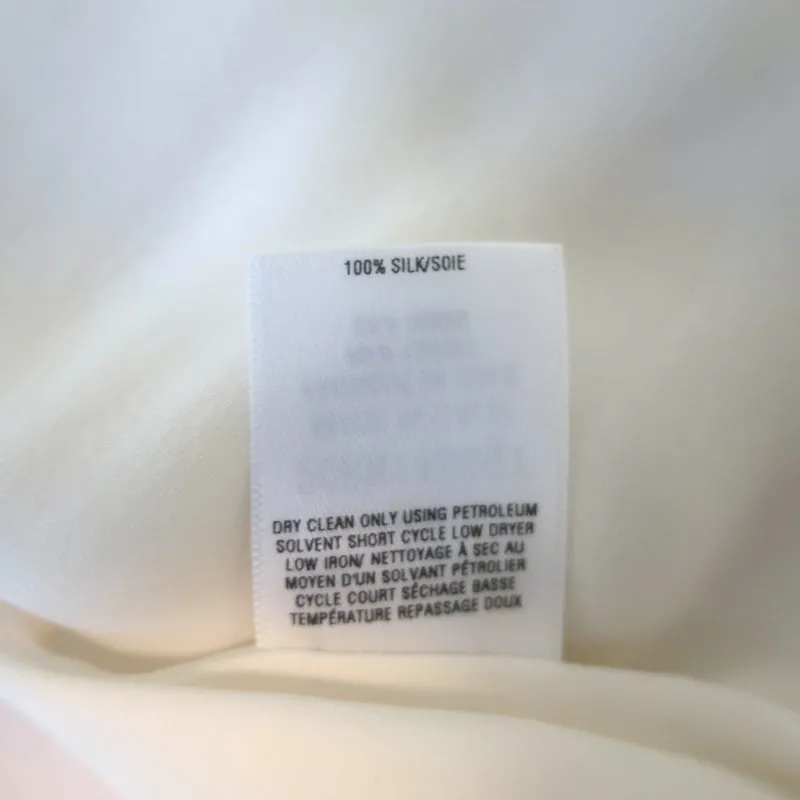 100% SILK/SOIE
DRY CLEAN ONLY USING PETROLEUM
SOLVENT SHORT CYCLE LOW DRYER
LOW IRON/ NETTOYAGE À SEC AU
MOYEN D'UN SOLVANT PÉTROLIER
CYCLE COURT SÉCHAGE BASSE
TEMPÉRATURE REPASSAGE DOUX